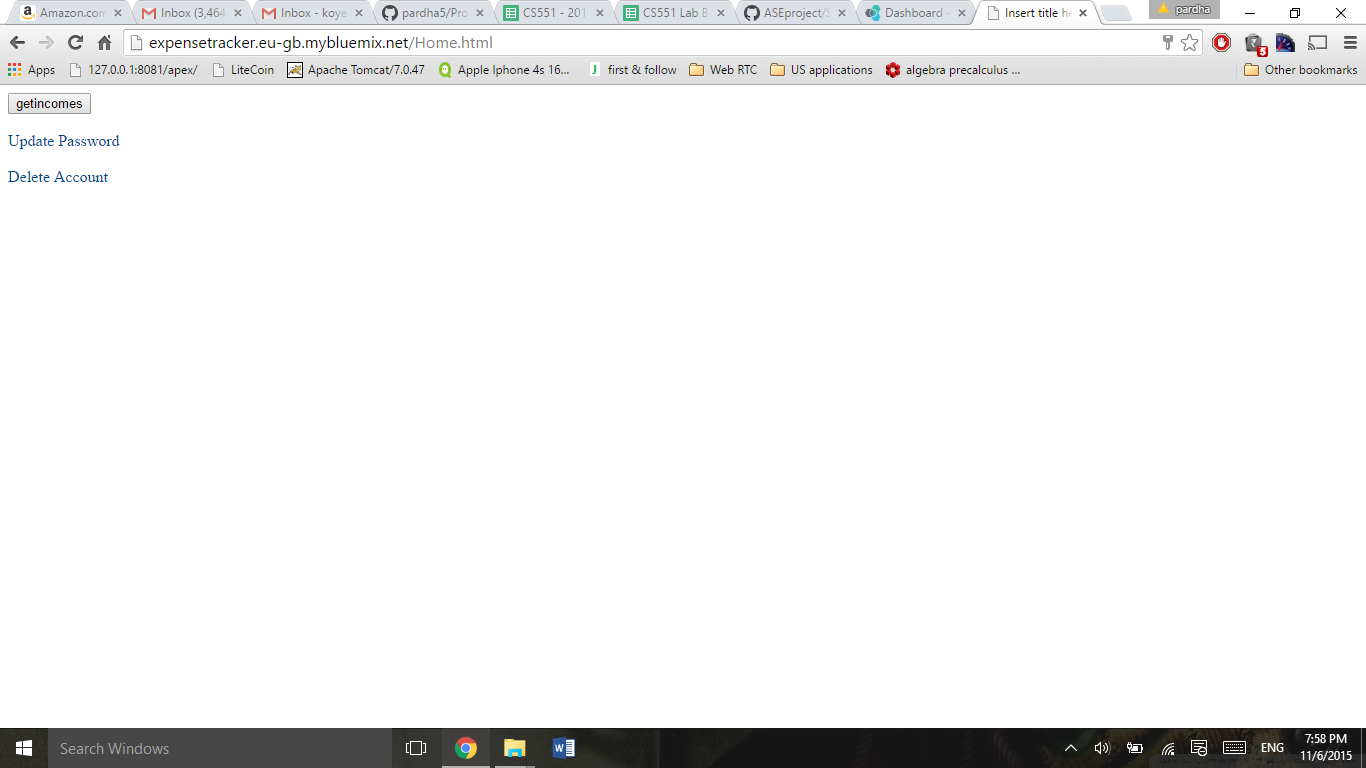 Amazon.com Inbox (3,464 Inbox - koye pardha5/Pro CS551 - 201 CS551 Lab B ASEproject/S Dashboard - Insert title he pardha
expensetracker.eu-gb.mybluemix.net/Home.html
Apps 127.0.0.1:8081/apex/ LiteCoin Apache Tomcat/7.0.47 Apple Iphone 4s 16... first & follow Web RTC US applications algebra precalculus ... Other bookmarks
getincomes
Update Password
Delete Account
Search Windows ENG 7:58 PM
11/6/2015